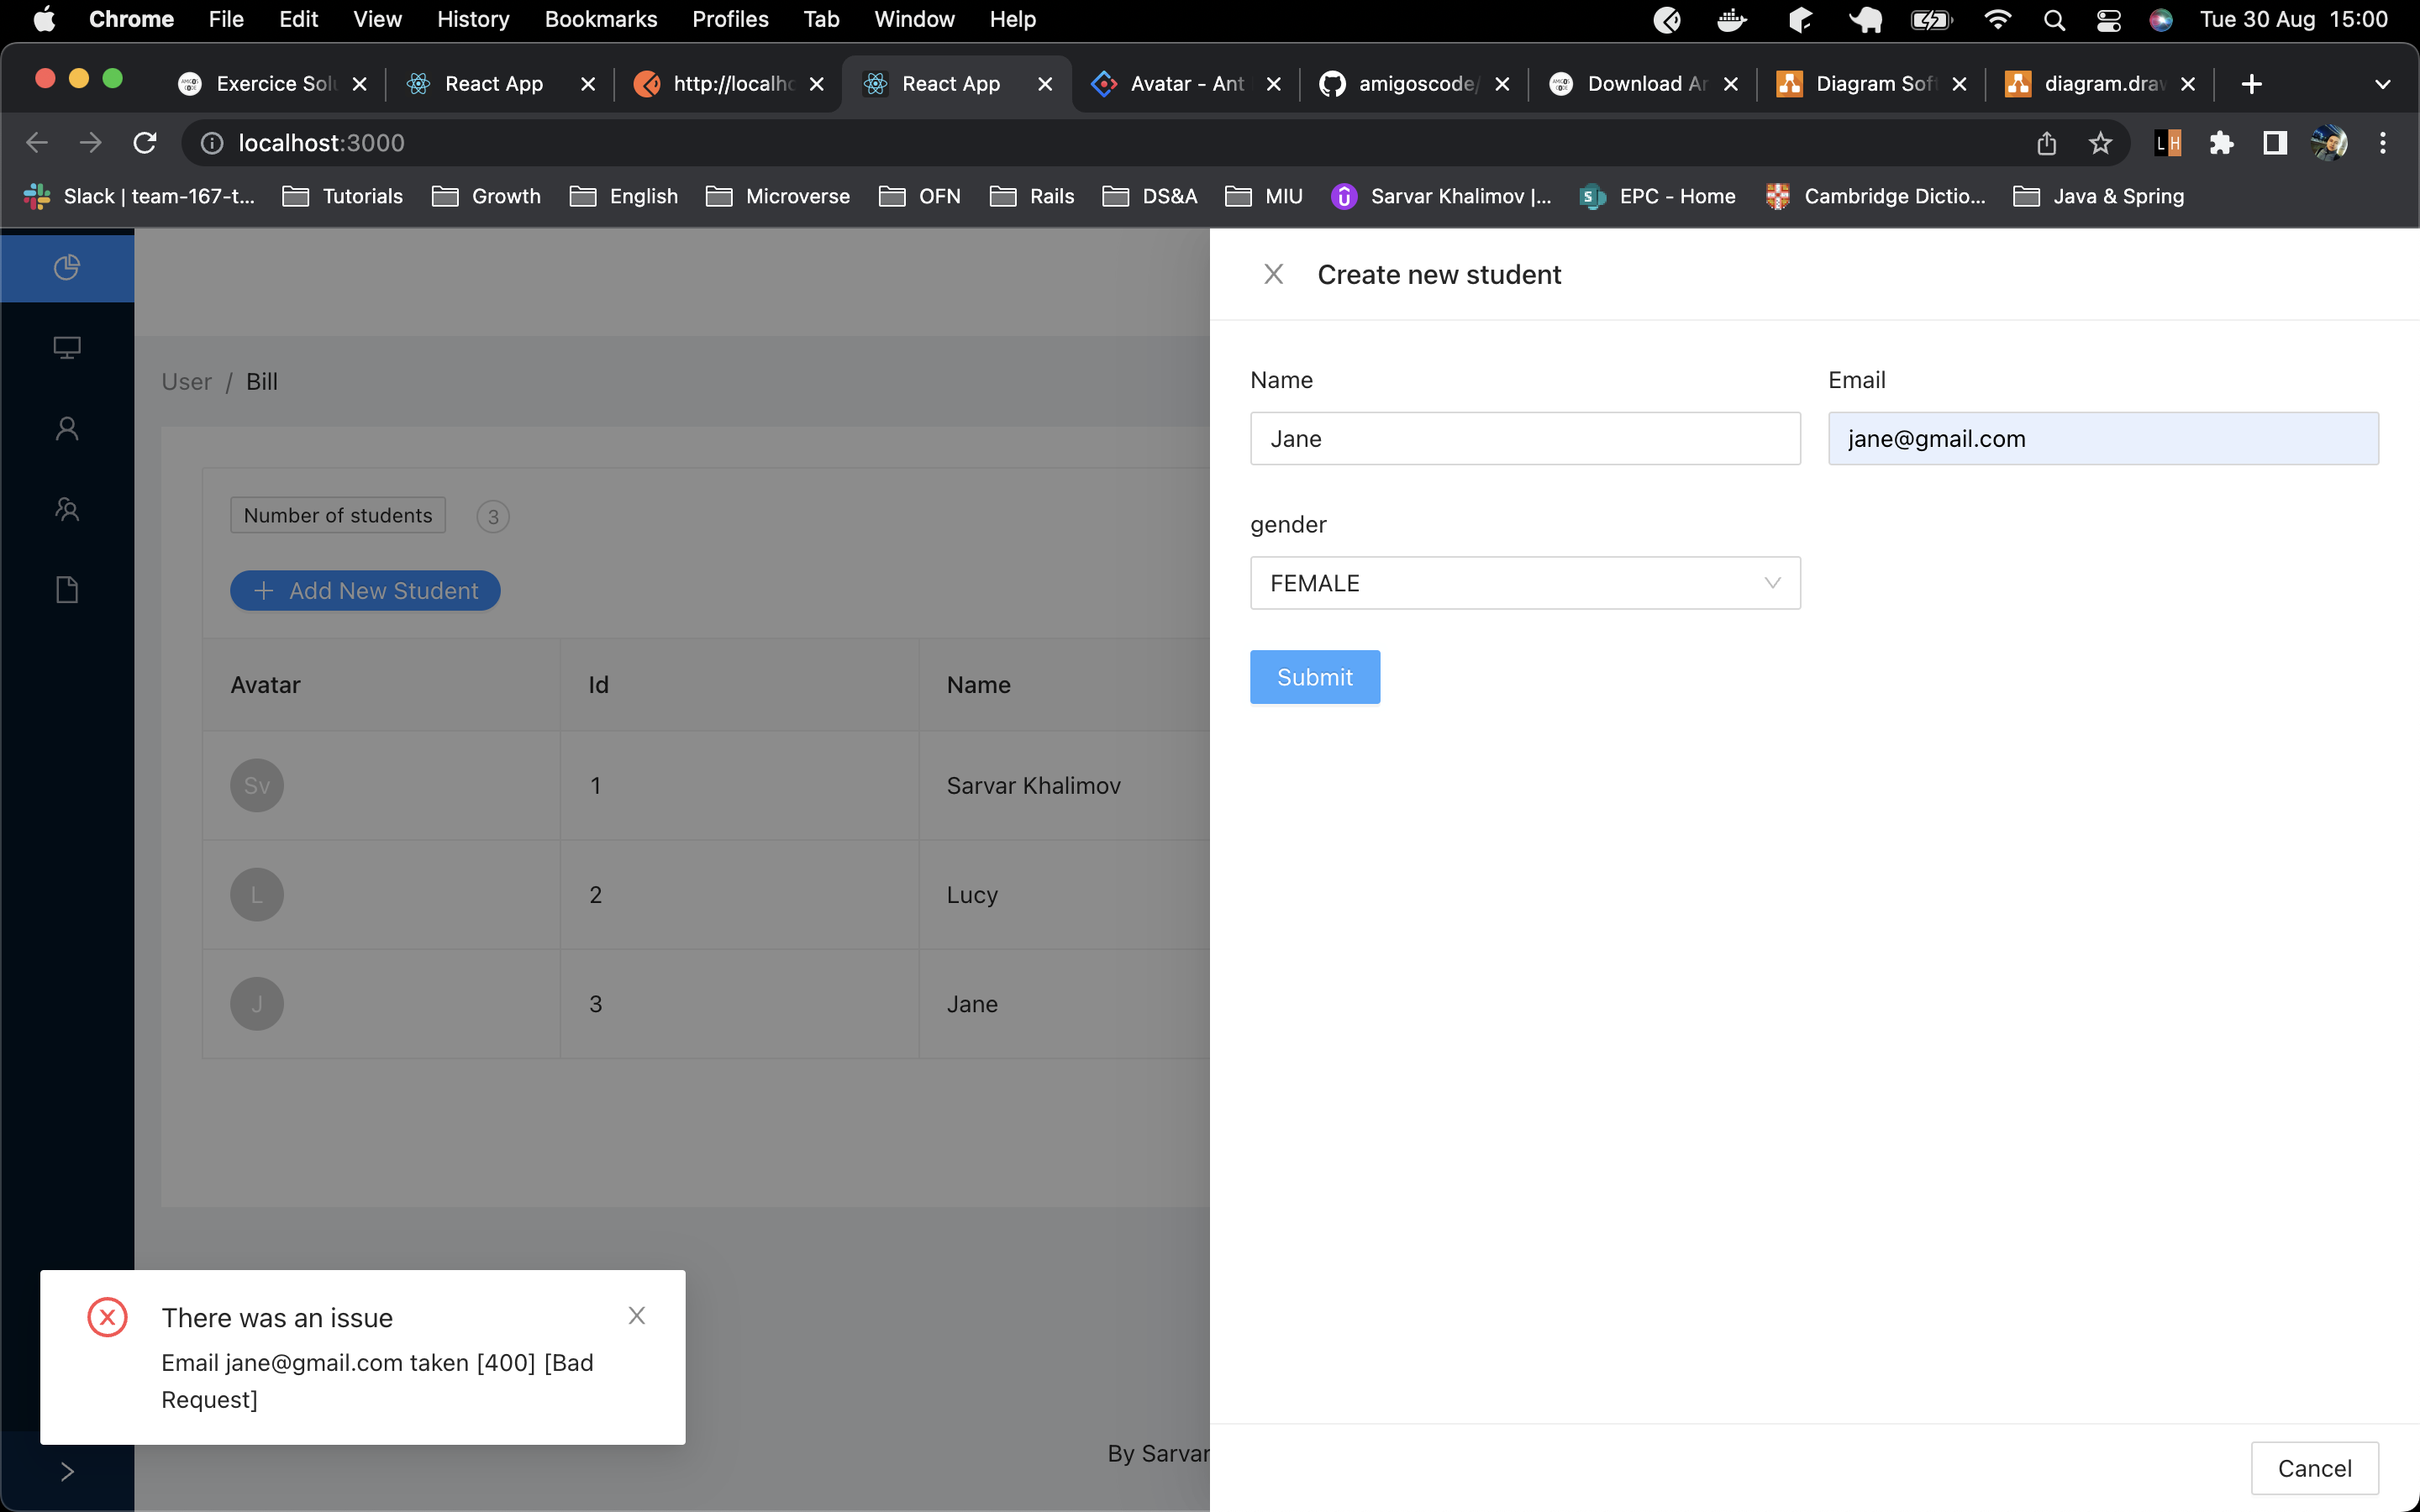 Chrome File Edit View History Bookmarks Profiles Tab Window Help Tue 30 Aug 15:00
Exercice Solu React App http://localho React App Avatar - Ant amigoscode/ Download Am Diagram Soft diagram.draw
localhost:3000
LH
Slack | team-167-t... Tutorials Growth English Microverse OFN Rails DS&A MIU Sarvar Khalimov |... EPC - Home Cambridge Dictio... Java & Spring
Create new student
User / Bill
Name Email
Jane jane@gmail.com
Number of students 3
gender
FEMALE
Add New Student
Submit
Avatar Id Name
Sv 1 Sarvar Khalimov
L 2 Lucy
J 3 Jane
There was an issue
Email jane@gmail.com taken [400] [Bad
Request]
By Sarvar
Cancel